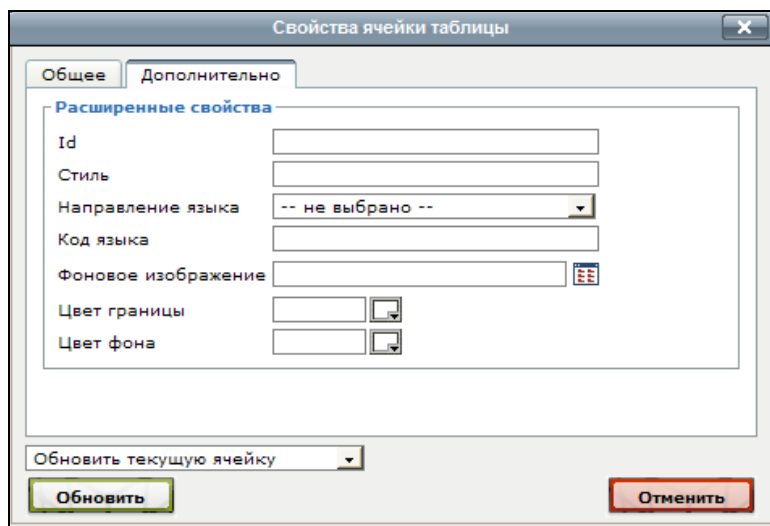 Свойства ячейки таблицы
Общее Дополнительно
Расширенные свойства
Id
Стиль
Направление языка -- не выбрано --
Код языка
Фоновое изображение
Цвет границы
Цвет фона
Обновить текущую ячейку
Обновить Отменить